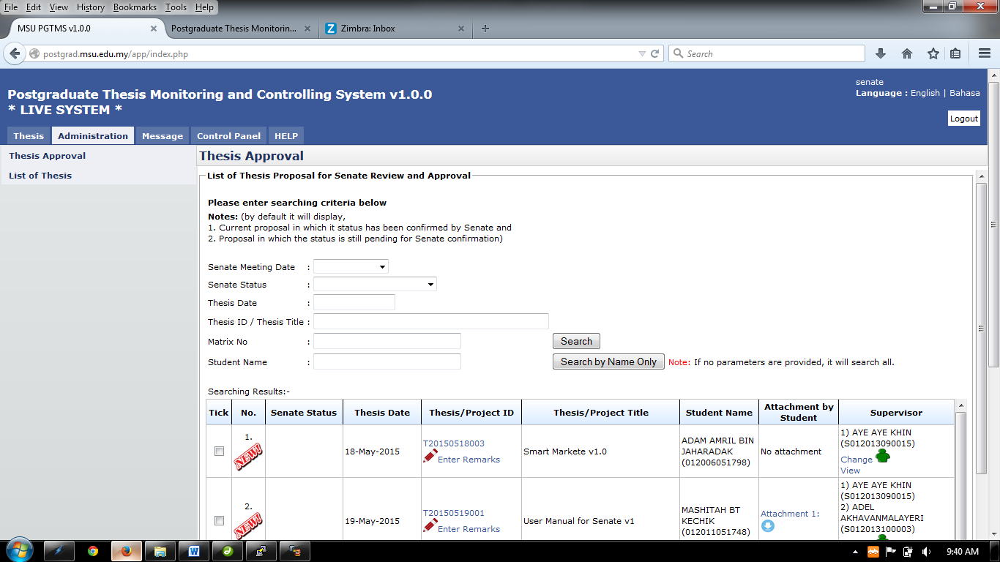 File Edit View History Bookmarks Tools Help
MSU PGTMS v1.0.0
Postgraduate Thesis Monitorin...
Zimbra: Inbox
postgrad.msu.edu.my/app/index.php
Search
senate
Language : English | Bahasa
Postgraduate Thesis Monitoring and Controlling System v1.0.0
* LIVE SYSTEM *
Logout
Thesis Administration Message Control Panel HELP
Thesis Approval
List of Thesis
Thesis Approval
List of Thesis Proposal for Senate Review and Approval
Please enter searching criteria below
Notes: (by default it will display,
1. Current proposal in which it status has been confirmed by Senate and
2. Proposal in which the status is still pending for Senate confirmation)
Senate Meeting Date :
Senate Status :
Thesis Date :
Thesis ID / Thesis Title :
Matrix No : Search
Student Name : Search by Name Only Note: If no parameters are provided, it will search all.
Searching Results:-
Tick No. Senate Status Thesis Date Thesis/Project ID Thesis/Project Title Student Name Attachment by Student Supervisor
1.
NEW!
18-May-2015
T20150518003
Enter Remarks
Smart Markete v1.0
ADAM AMRIL BIN
JAHARADAK
(012006051798)
No attachment
1) AYE AYE KHIN
(S012013090015)
Change
View
2.
NEW!
19-May-2015
T20150519001
Enter Remarks
User Manual for Senate v1
MASHITAH BT
KECHIK
(012011051748)
Attachment 1:
1) AYE AYE KHIN
(S012013090015)
2) ADEL
AKHAVANMALAYERI
(S012013100003)
9:40 AM